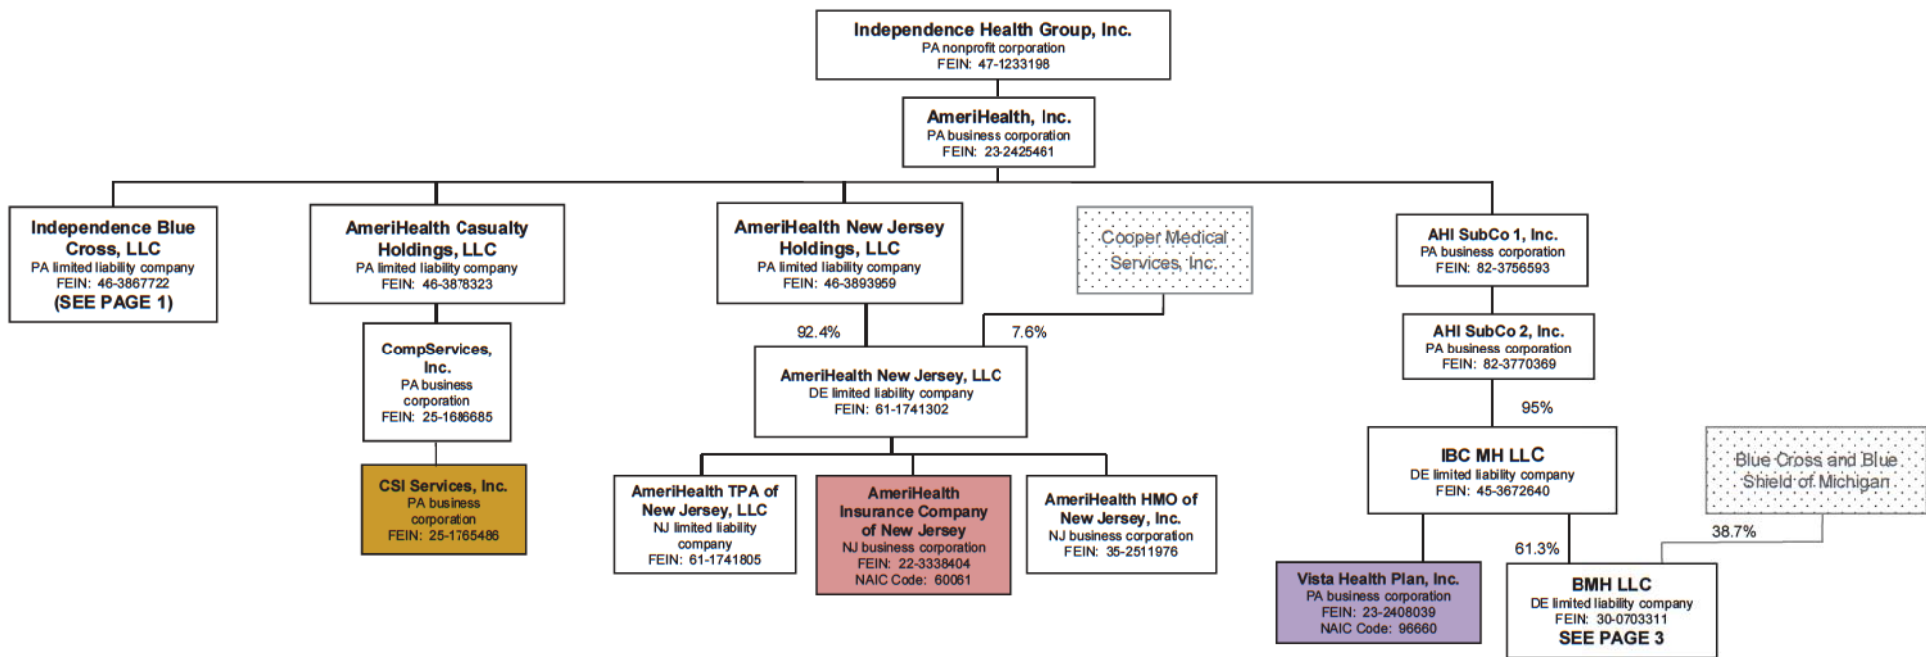 Independence Health Group, Inc.
PA nonprofit corporation
FEIN: 47-1233198
AmeriHealth, Inc.
PA business corporation
FEIN: 23-2425461
Independence Blue
Cross, LLC
PA limited liability company
FEIN: 46-3867722
(SEE PAGE 1)
AmeriHealth Casualty
Holdings, LLC
PA limited liability company
FEIN: 46-3878323
AmeriHealth New Jersey
Holdings, LLC
PA limited liability company
FEIN: 46-3893959
Cooper Medical
Services, Inc.
AHI SubCo 1, Inc.
PA business corporation
FEIN: 82-3756593
CompServices,
Inc.
PA business
corporation
FEIN: 25-1686685
92.4%
7.6%
AmeriHealth New Jersey, LLC
DE limited liability company
FEIN: 61-1741302
AHI SubCo 2, Inc.
PA business corporation
FEIN: 82-3770369
95%
CSI Services, Inc.
PA business
corporation
FEIN: 25-1765486
AmeriHealth TPA of
New Jersey, LLC
NJ limited liability
company
FEIN: 61-1741805
AmeriHealth
Insurance Company
of New Jersey
NJ business corporation
FEIN: 22-3338404
NAIC Code: 60061
AmeriHealth HMO of
New Jersey, Inc.
NJ business corporation
FEIN: 35-2511976
IBC MH LLC
DE limited liability company
FEIN: 45-3672640
Blue Cross and Blue
Shield of Michigan
61.3%
38.7%
Vista Health Plan, Inc.
PA business corporation
FEIN: 23-2408039
NAIC Code: 96660
BMH LLC
DE limited liability company
FEIN: 30-0703311
SEE PAGE 3